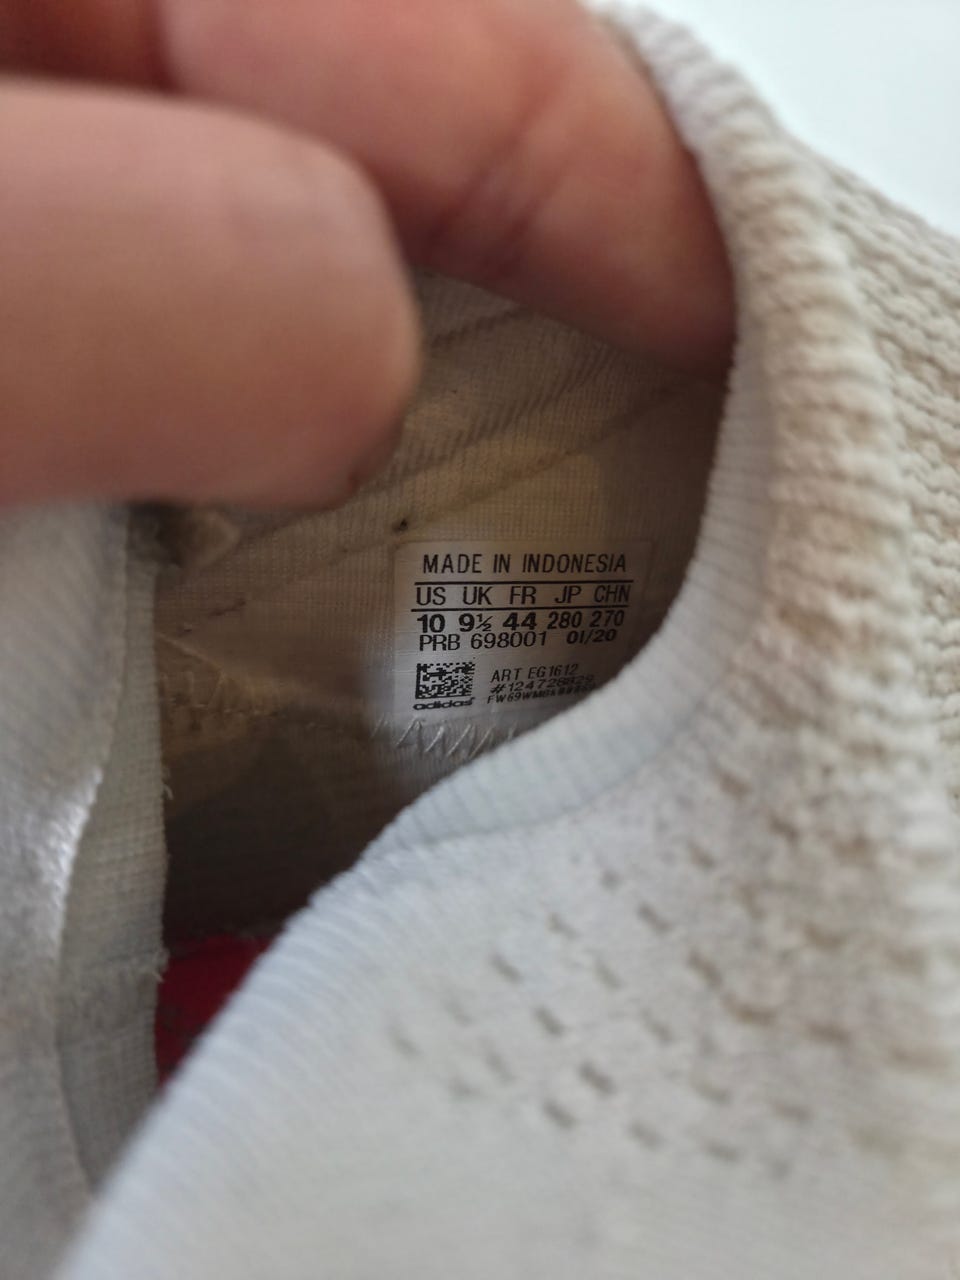 MADE IN INDONESIA
US UK FR JP CHN
10 9½ 44 280 270
PRB 698001 01/20
ART EG1612
adidas